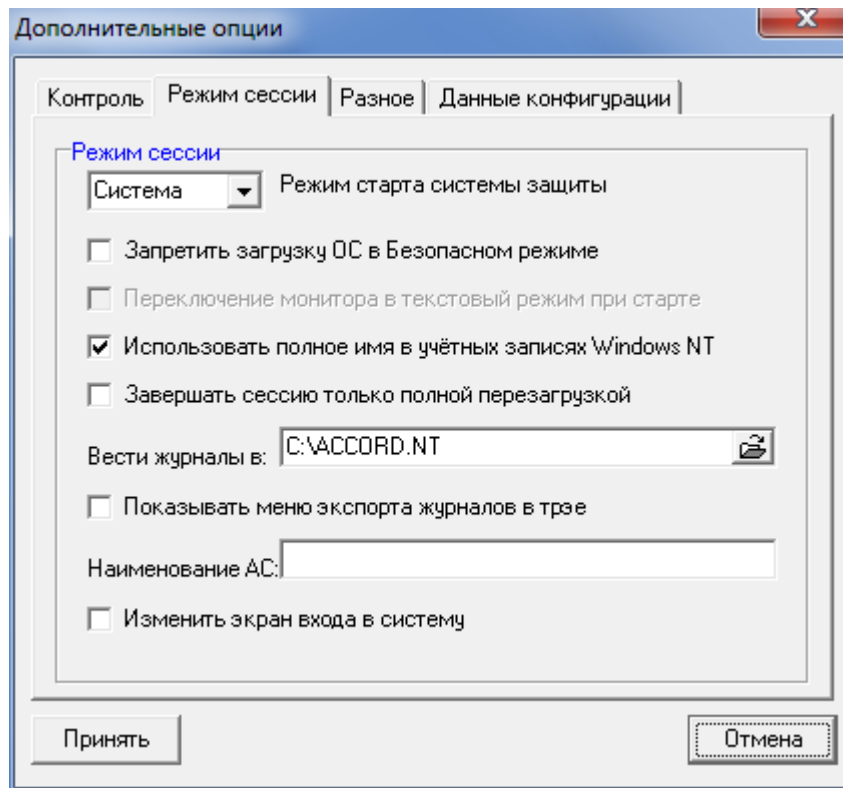 Дополнительные опции
Контроль Режим сессии Разное Данные конфигурации
Режим сессии
Система Режим старта системы защиты
Запретить загрузку ОС в Безопасном режиме
Переключение монитора в текстовый режим при старте
Использовать полное имя в учётных записях Windows NT
Завершать сессию только полной перезагрузкой
Вести журналы в: C:\ACCORD.NT
Показывать меню экспорта журналов в трэе
Наименование АС:
Изменить экран входа в систему
Принять Отмена